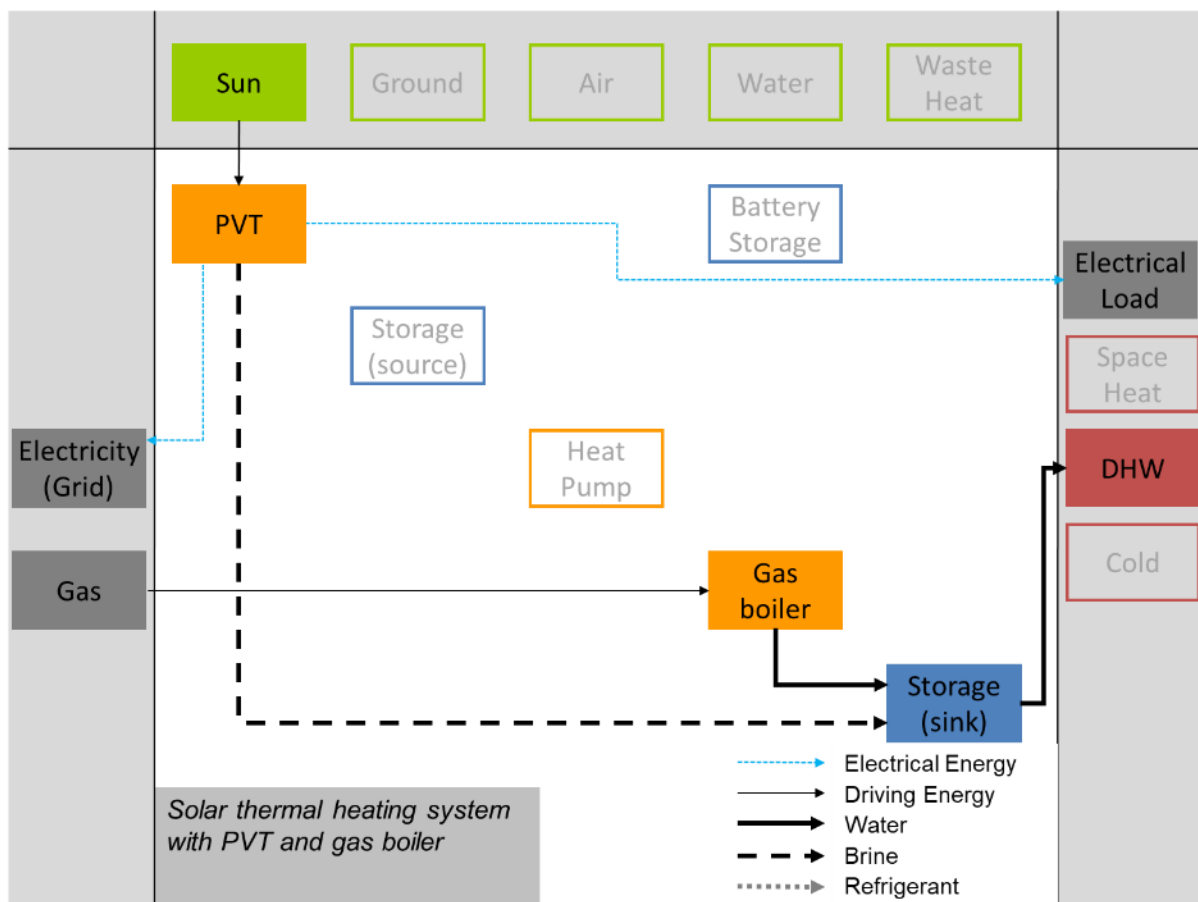 Sun
Ground
Air
Water
Waste
Heat
PVT
Battery
Storage
Electrical
Load
Storage
(source)
Space
Heat
Electricity
(Grid)
Heat
Pump
DHW
Gas
Gas
boiler
Cold
Storage
(sink)
Electrical Energy
Driving Energy
Water
Brine
Refrigerant
Solar thermal heating system
with PVT and gas boiler